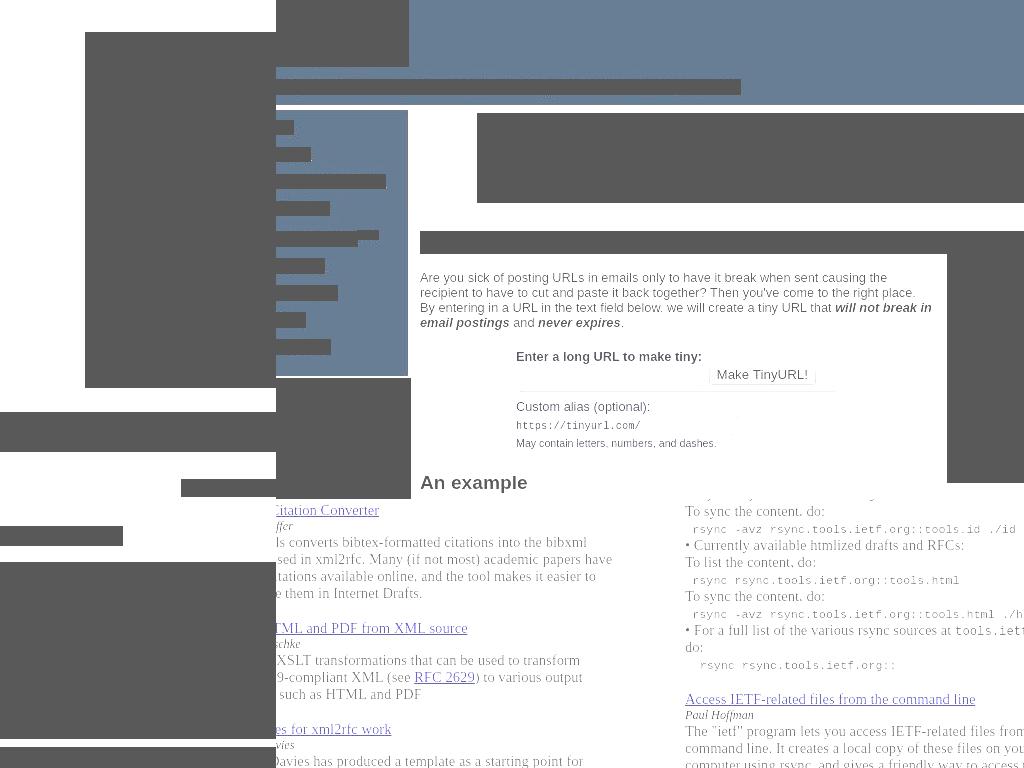 Are you sick of posting URLs in emails only to have it break when sent causing the
recipient to have to cut and paste it back together? Then you've come to the right place.
By entering in a URL in the text field below. we will create a tiny URL that will not break in
email postings and never expires.
Enter a long URL to make tiny:
Make TinyURL!
Custom alias (optional):
https://tinyurl.com/
May contain letters, numbers, and dashes.
An example
Citation Converter
ls converts bibtex-formatted citations into the bibxml
sed in xml2rfc. Many (if not most) academic papers have
tations available online, and the tool makes it easier to
e them in Internet Drafts.
TML and PDF from XML source
schke
XSLT transformations that can be used to transform
9-compliant XML (see RFC 2629) to various output
such as HTML and PDF
es for xml2rfc work
vies
Davies has produced a template as a starting point for
To sync the content. do:
rsync -avz rsync.tools.ietf.org::tools.id ./id
• Currently available htmlized drafts and RFCs:
To list the content, do:
rsync rsync.tools.ietf.org::tools.html
To sync the content. do:
rsync -avz rsync.tools.ietf.org::tools.html ./h
• For a full list of the various rsync sources at tools.iet
do:
rsync rsync.tools.ietf.org::
Access IETF-related files from the command line
Paul Hoffman
The "ietf" program lets you access IETF-related files from
command line. It creates a local copy of these files on you
computer using rsync, and gives a friendly way to access